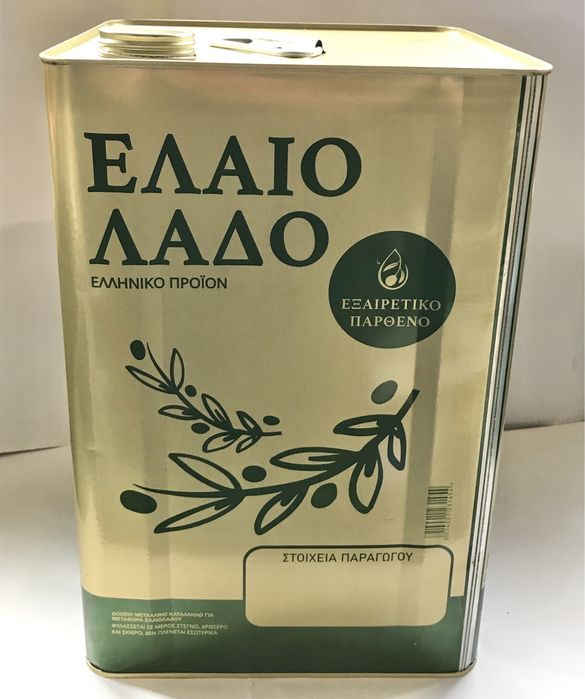 ΕΛΑΙΟ
ΛΑΔΟ
ΕΛΛΗΝΙΚΟ ΠΡΟΪΟΝ
ΕΞΑΙΡΕΤΙΚΟ
ΠΑΡΘΕΝΟ
ΣΤΟΙΧΕΙΑ ΠΑΡΑΓΩΓΟΥ
ΔΟΧΕΙΟ ΜΕΤΑΛΛΙΚΟ ΚΑΤΑΛΛΗΛΟ ΓΙΑ
ΜΕΤΑΦΟΡΑ ΕΛΑΙΟΛΑΔΟΥ
ΦΥΛΑΣΣΕΤΑΙ ΣΕ ΜΕΡΟΣ ΣΤΕΓΝΟ, ΔΡΟΣΕΡΟ
ΚΑΙ ΣΚΙΕΡΟ, ΔΕΝ ΠΛΕΝΕΤΑΙ ΕΣΩΤΕΡΙΚΑ